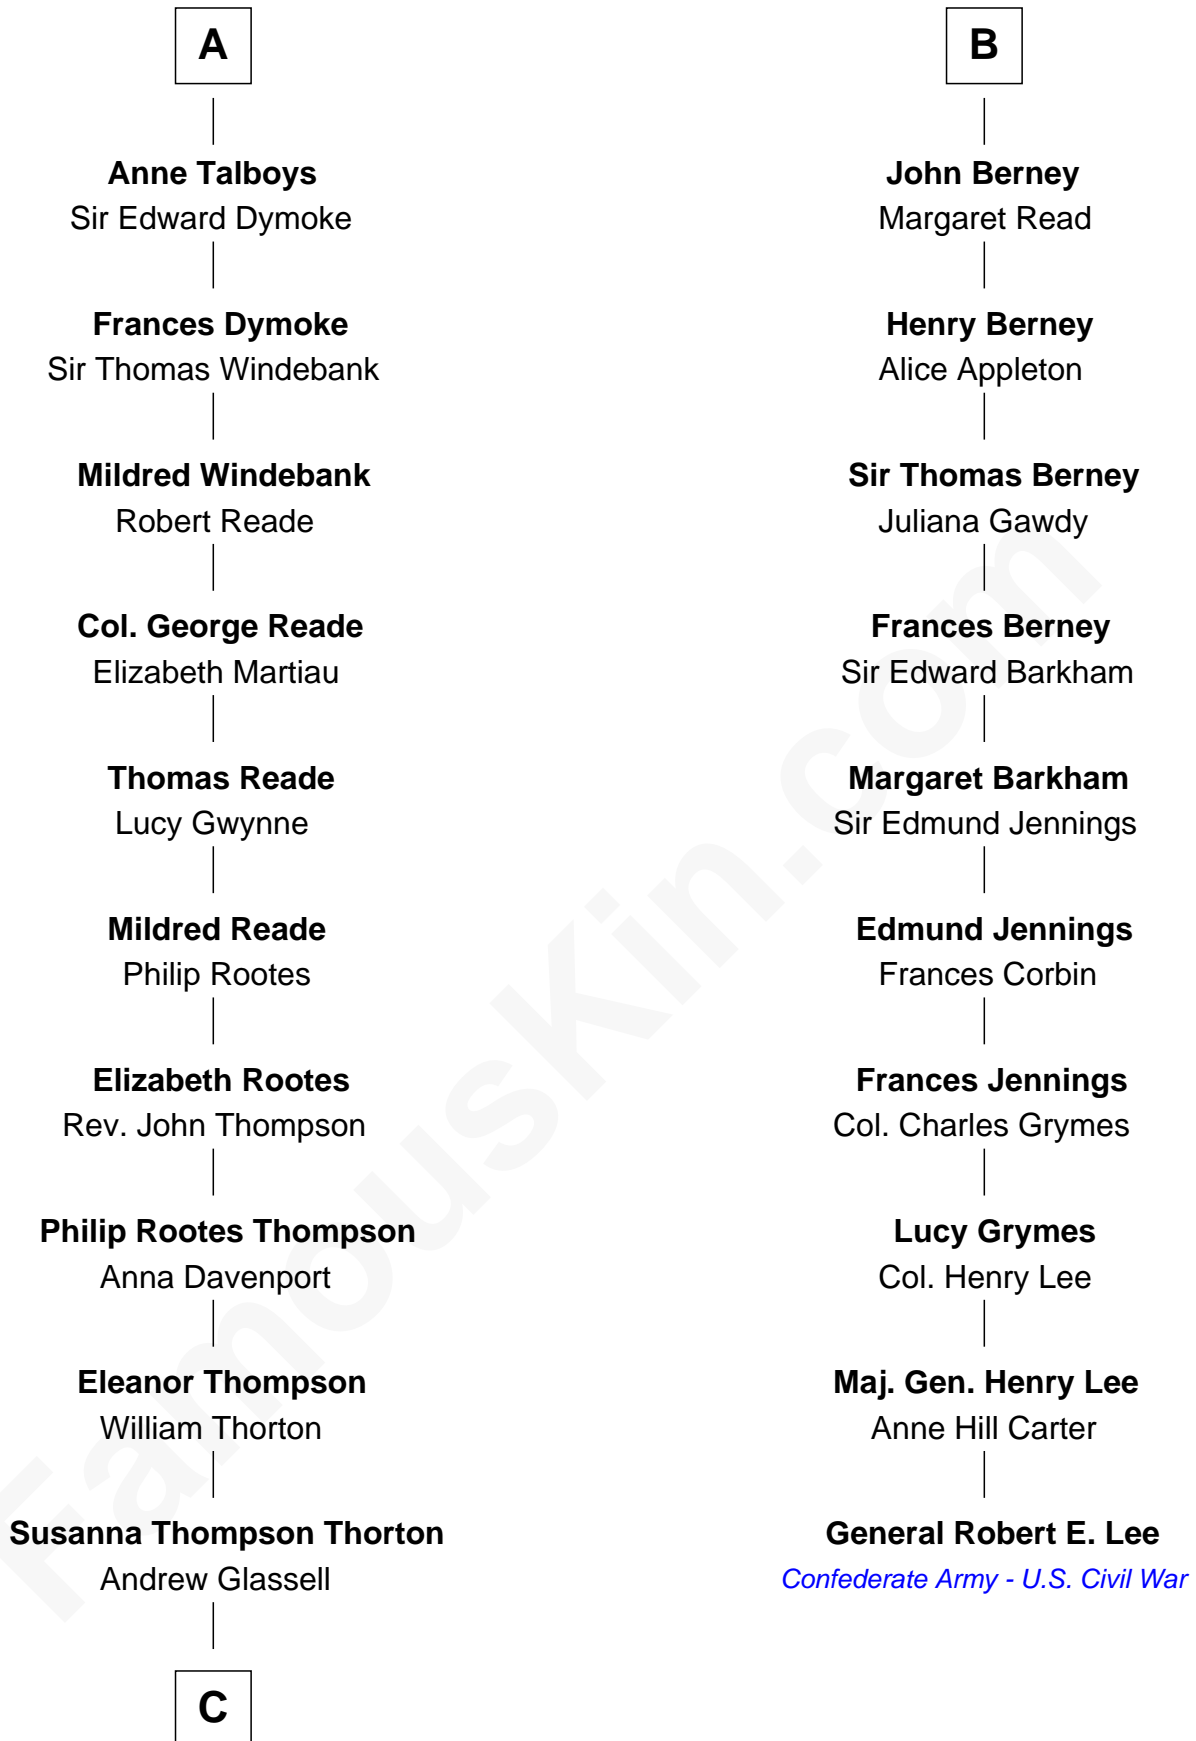 A
Anne Talboys
Sir Edward Dymoke
Frances Dymoke
Sir Thomas Windebank
Mildred Windebank
Robert Reade
Col. George Reade
Elizabeth Martiau
Thomas Reade
Lucy Gwynne
Mildred Reade
Philip Rootes
Elizabeth Rootes
Rev. John Thompson
Philip Rootes Thompson
Anna Davenport
Eleanor Thompson
William Thorton
Susanna Thompson Thorton
Andrew Glassell
C
B
John Berney
Margaret Read
Henry Berney
Alice Appleton
Sir Thomas Berney
Juliana Gawdy
Frances Berney
Sir Edward Barkham
Margaret Barkham
Sir Edmund Jennings
Edmund Jennings
Frances Corbin
Frances Jennings
Col. Charles Grymes
Lucy Grymes
Col. Henry Lee
Maj. Gen. Henry Lee
Anne Hill Carter
General Robert E. Lee
Confederate Army - U.S. Civil War
FamousKin.com